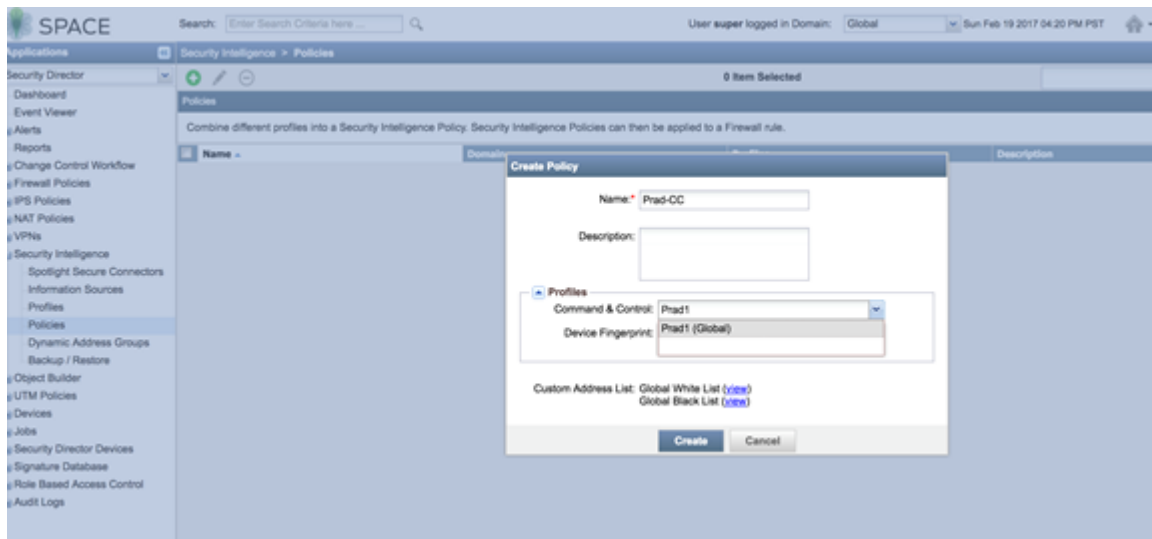 SPACE
Search: Enter Search Criteria here ...
User super logged in Domain: Global
Sun Feb 19 2017 04:20 PM PST
Applications
Security Intelligence > Policies
Security Director
0 Item Selected
Dashboard
Event Viewer
Alerts
Reports
Change Control Workflow
Firewall Policies
IPS Policies
NAT Policies
VPNs
Security Intelligence
Spotlight Secure Connectors
Information Sources
Profiles
Policies
Dynamic Address Groups
Backup / Restore
Object Builder
UTM Policies
Devices
Jobs
Security Director Devices
Signature Database
Role Based Access Control
Audit Logs
Policies
Combine different profiles into a Security Intelligence Policy. Security Intelligence Policies can then be applied to a Firewall rule.
Name
Domain
Description
Create Policy
Name:* Prad-CC
Description:
Profiles
Command & Control: Prad1
Prad1 (Global)
Device Fingerprint:
Custom Address List: Global White List (view)
Global Black List (view)
Create Cancel